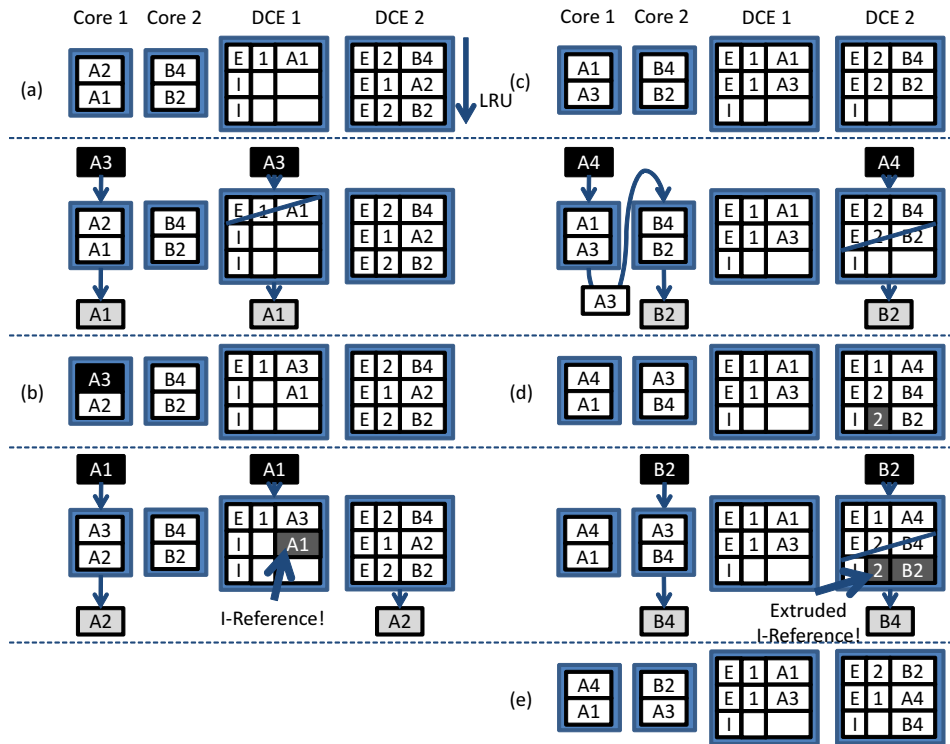 Core 1 Core 2 DCE 1 DCE 2
(a)
A2 B4 E 1 A1 E 2 B4
A1 B2 I E 1 A2
I E 2 B2
LRU
A3 A3
A2 B4 E 1 A1 E 2 B4
A1 B2 I E 1 A2
I E 2 B2
A1 A1
(b)
A3 B4 E 1 A3 E 2 B4
A2 B2 I A1 E 1 A2
I E 2 B2
A1 A1
A3 B4 E 1 A3 E 2 B4
A2 B2 I A1 E 1 A2
I E 2 B2
A2 I-Reference! A2
Core 1 Core 2 DCE 1 DCE 2
(c)
A1 B4 E 1 A1 E 2 B4
A3 B2 E 1 A3 E 2 B2
I I
A4 A4
A1 B4 E 1 A1 E 2 B4
A3 B2 E 1 A3 E 2 B2
I I
A3 B2 B2
(d)
A4 A3 E 1 A1 E 1 A4
A1 B4 E 1 A3 E 2 B4
I I 2 B2
B2 B2
A4 A3 E 1 A1 E 1 A4
A1 B4 E 1 A3 E 2 B4
I I 2 B2
B4 Extruded B4
I-Reference!
(e)
A4 B2 E 1 A1 E 2 B2
A1 A3 E 1 A3 E 1 A4
I I B4